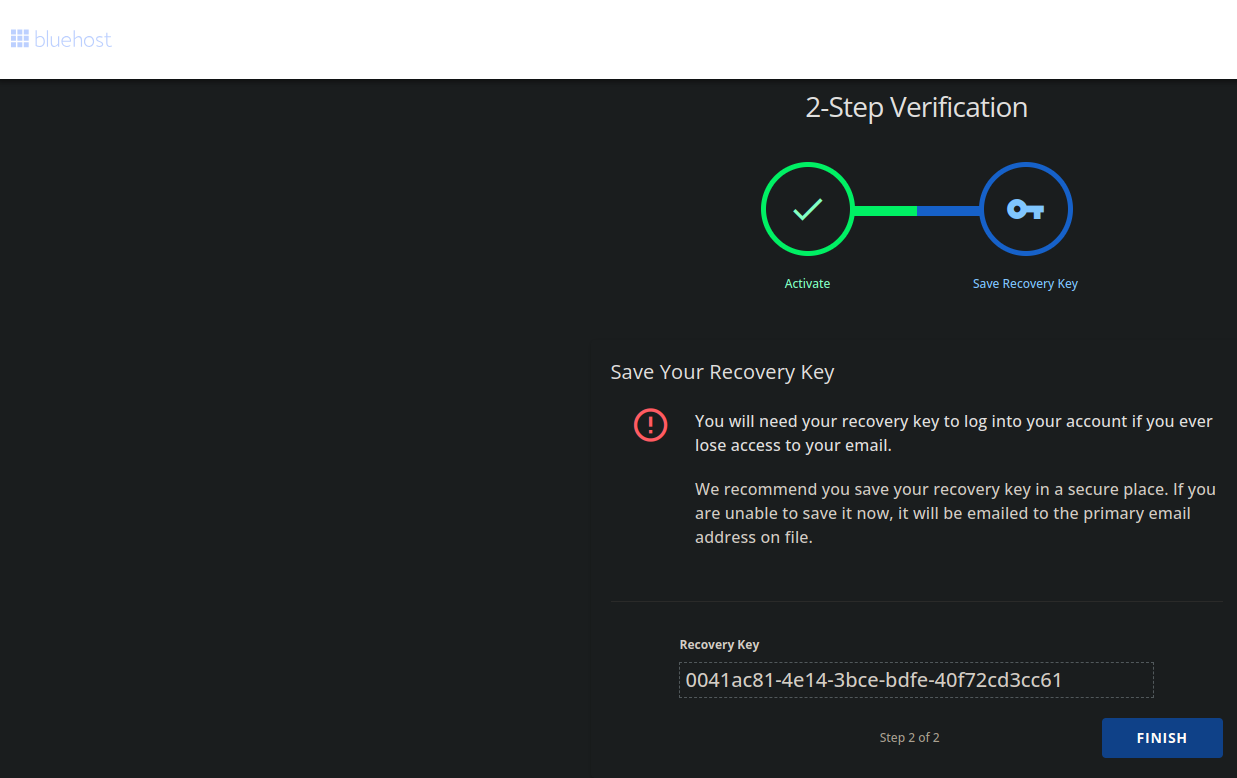 bluehost
2-Step Verification
Activate
Save Recovery Key
Save Your Recovery Key
You will need your recovery key to log into your account if you ever
lose access to your email.
We recommend you save your recovery key in a secure place. If you
are unable to save it now, it will be emailed to the primary email
address on file.
Recovery Key
0041ac81-4e14-3bce-bdfe-40f72cd3cc61
Step 2 of 2
FINISH